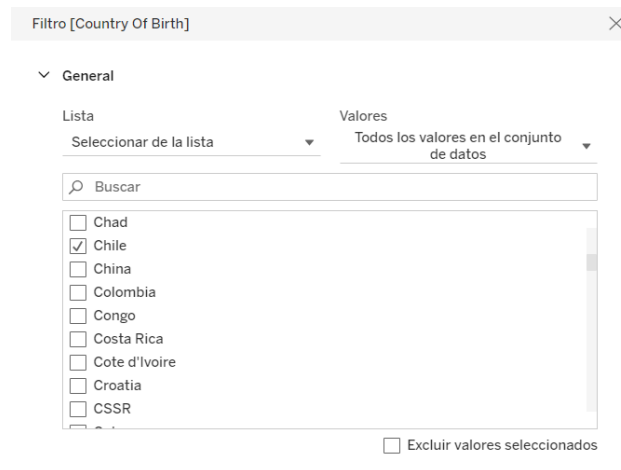 Filtro [Country Of Birth]
General
Lista
Valores
Seleccionar de la lista
Todos los valores en el conjunto
de datos
Buscar
Chad
Chile
China
Colombia
Congo
Costa Rica
Cote d'Ivoire
Croatia
CSSR
Excluir valores seleccionados